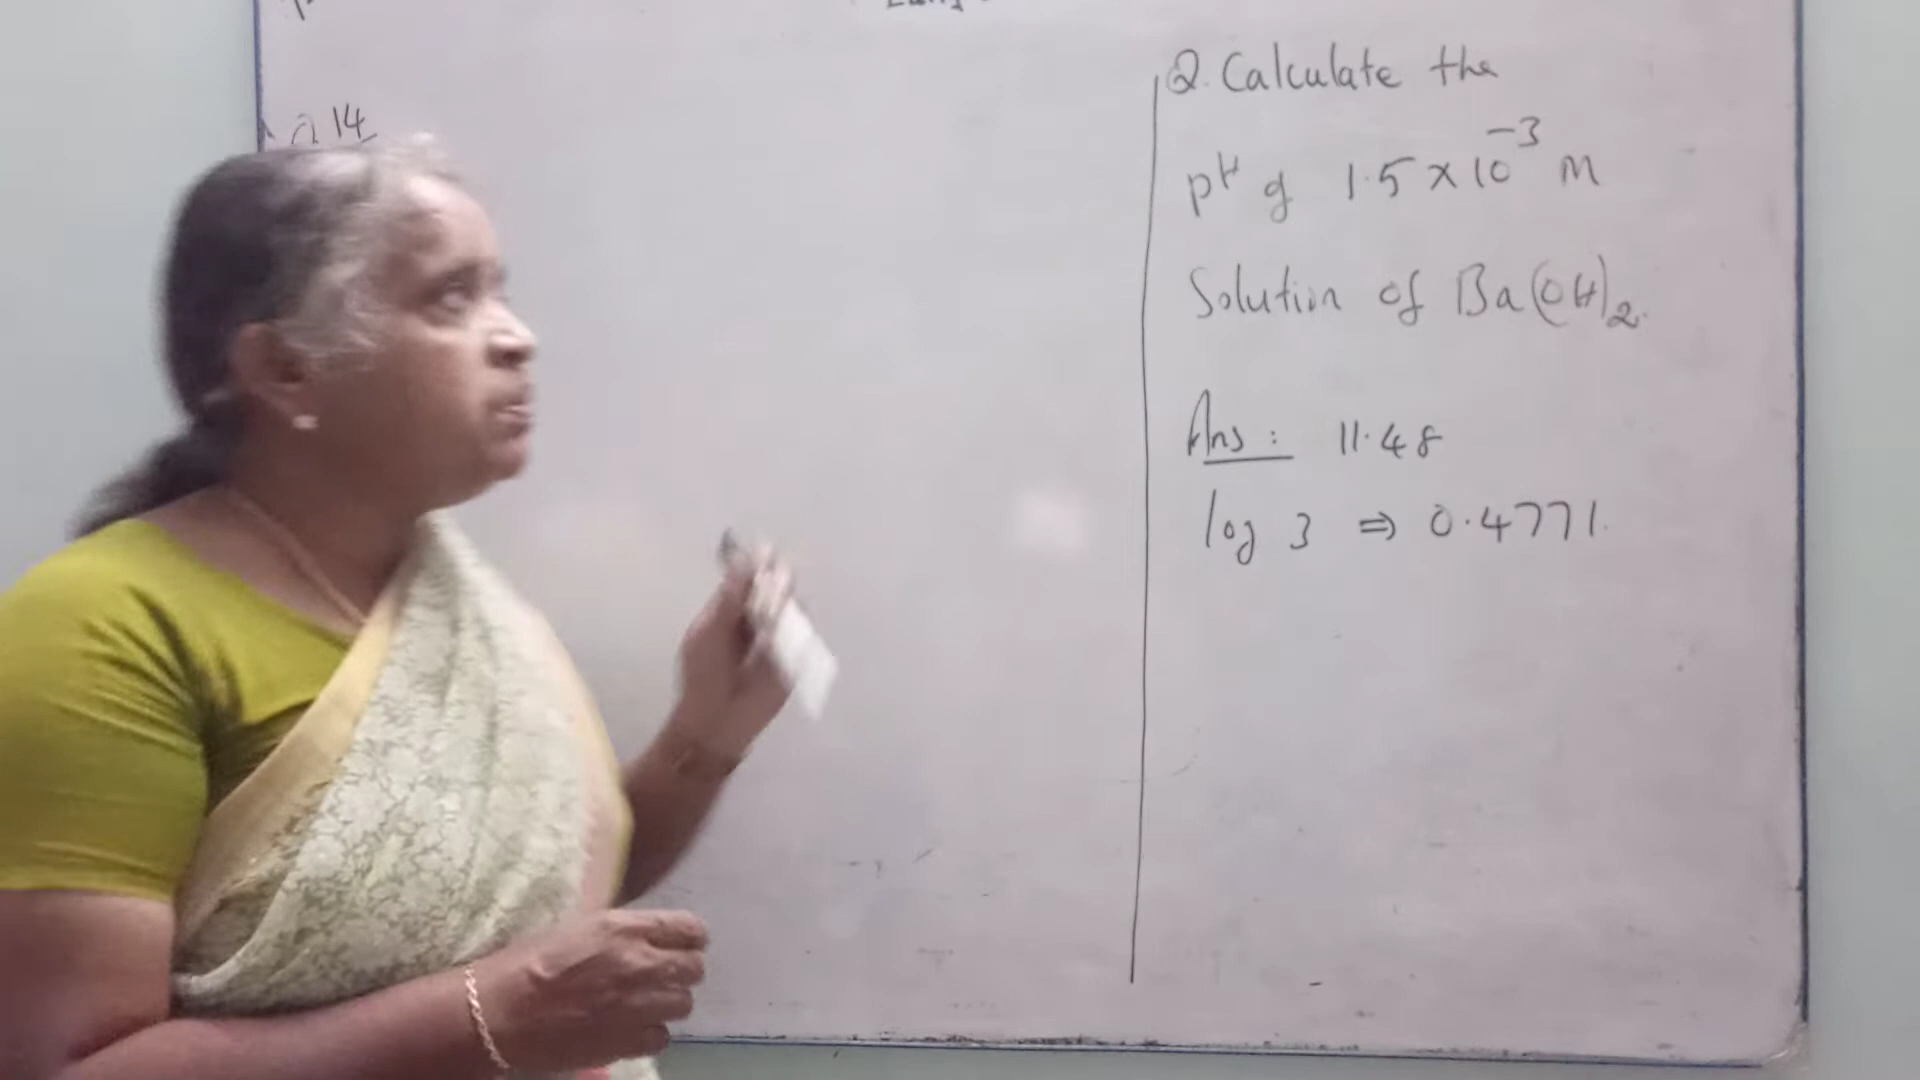 14
Q. Calculate the
pH of 1.5 x 10⁻³ M
Solution of Ba(OH)₂.
Ans : 11.48
log 3 ⇒ 0.4771.